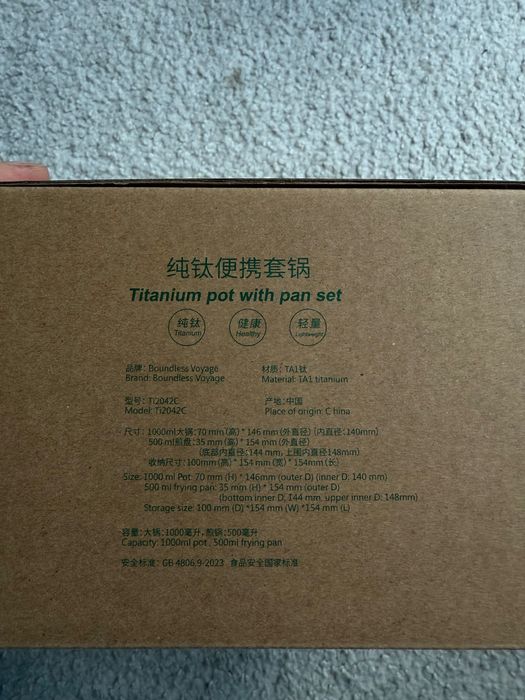 纯钛便携套锅
Titanium pot with pan set
纯钛 健康 轻量
Titanium Healthy Lightweight
品牌: Boundless Voyage 材质: TA1钛
Brand: Boundless Voyage Material: TA1 titanium
型号: Ti2042C 产地: 中国
Model: Ti2042C Place of origin: C hina
尺寸: 1000ml大锅: 70 mm (高) * 146 mm (外直径) (内直径: 140mm)
500 ml煎盘: 35 mm (高) * 154 mm (外直径)
(底部内直径: 144 mm, 上围内直径148mm)
收纳尺寸: 100mm(高) * 154 mm(宽) * 154mm(长)
Size: 1000 ml Pot: 70 mm (H) * 146mm (outer D) (inner D: 140 mm)
500 ml frying pan: 35 mm (H) * 154 mm (outer D)
(bottom inner D, 144 mm, upper inner D: 148mm)
Storage size: 100 mm (D) *154 mm (W) *154 mm (L)
容量: 大锅: 1000毫升, 煎锅: 500毫升
Capacity: 1000ml pot , 500ml frying pan
安全标准: GB 4806.9-2023 食品安全国家标准